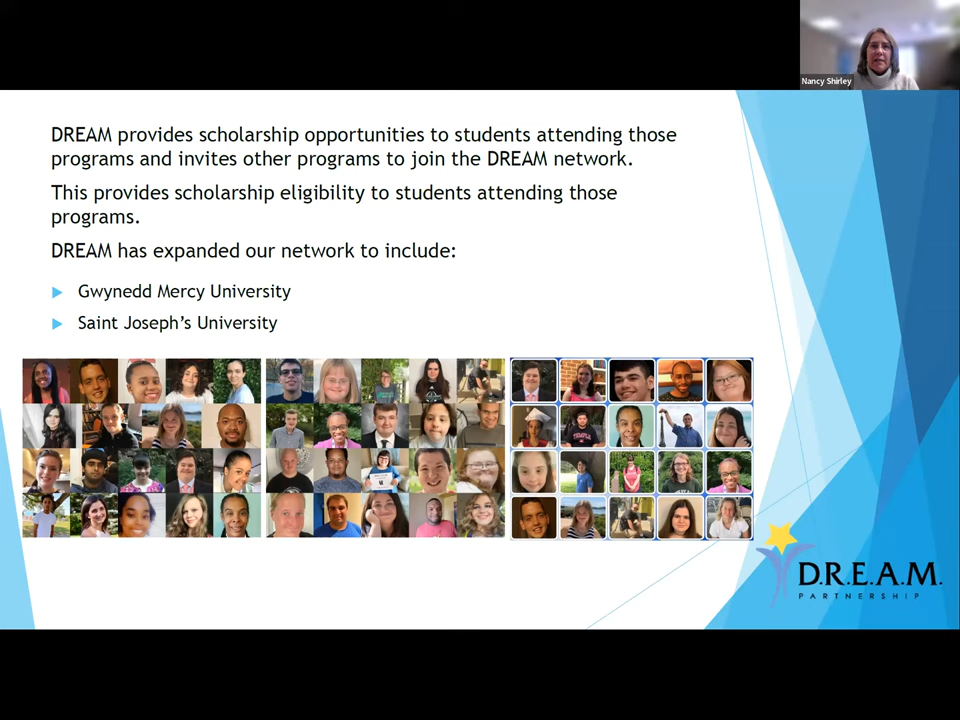 Nancy Shirley
DREAM provides scholarship opportunities to students attending those
programs and invites other programs to join the DREAM network.
This provides scholarship eligibility to students attending those
programs.
DREAM has expanded our network to include:
Gwynedd Mercy University
Saint Joseph's University
TEMPLE
D.R.E.A.M.
PARTNERSHIP